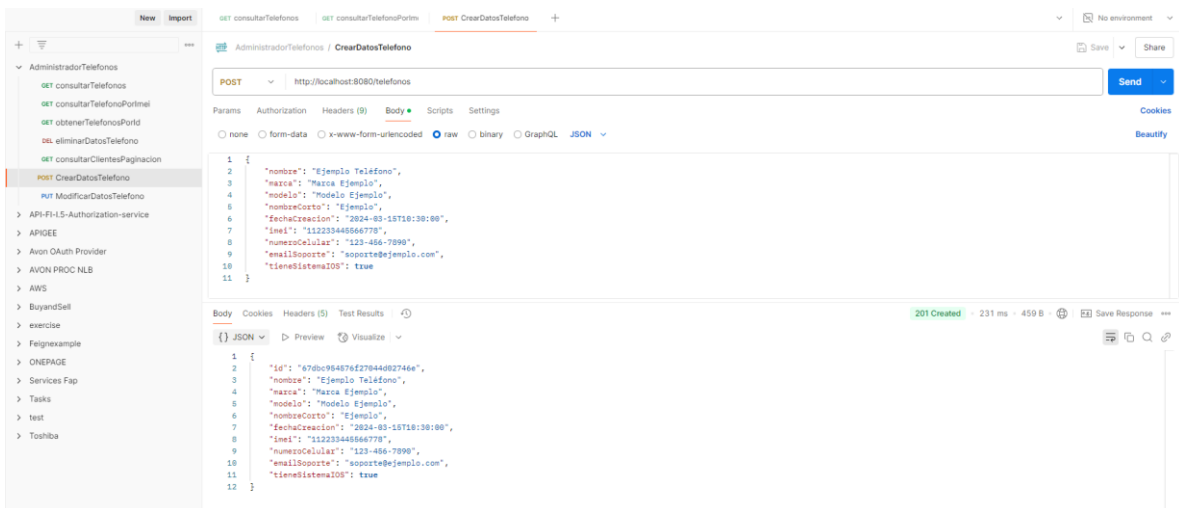 New Import
GET consultarTelefonos GET consultarTelefonoPorIme POST CrearDatosTelefono + No environment
AdministradorTelefonos / CrearDatosTelefono Save Share
AdministradorTelefonos
GET consultarTelefonos
GET consultarTelefonoPorImei
GET obtenerTelefonosPorId
DEL eliminarDatosTelefono
GET consultarClientesPaginacion
POST CrearDatosTelefono
PUT ModificarDatosTelefono
API-FI-I.5-Authorization-service
APIGEE
Avon OAuth Provider
AVON PROC NLB
AWS
BuyandSell
exercise
Feignexample
ONEPAGE
Services Fap
Tasks
test
Toshiba
POST http://localhost:8080/telefonos Send
Params Authorization Headers (9) Body Scripts Settings Cookies
none form-data x-www-form-urlencoded raw binary GraphQL JSON Beautify
1 {
2 "nombre": "Ejemplo Teléfono",
3 "marca": "Marca Ejemplo",
4 "modelo": "Modelo Ejemplo",
5 "nombreCorto": "Ejemplo",
6 "fechaCreacion": "2024-03-15T10:30:00",
7 "imei": "112233445566778",
8 "numeroCelular": "123-456-7890",
9 "emailSoporte": "soporte@ejemplo.com",
10 "tieneSistemaIOS": true
11 }
Body Cookies Headers (5) Test Results 201 Created 231 ms 459 B Save Response
{} JSON Preview Visualize
1 {
2 "id": "67dbc954576f27044d02746e",
3 "nombre": "Ejemplo Teléfono",
4 "marca": "Marca Ejemplo",
5 "modelo": "Modelo Ejemplo",
6 "nombreCorto": "Ejemplo",
7 "fechaCreacion": "2024-03-15T10:30:00",
8 "imei": "112233445566778",
9 "numeroCelular": "123-456-7890",
10 "emailSoporte": "soporte@ejemplo.com",
11 "tieneSistemaIOS": true
12 }